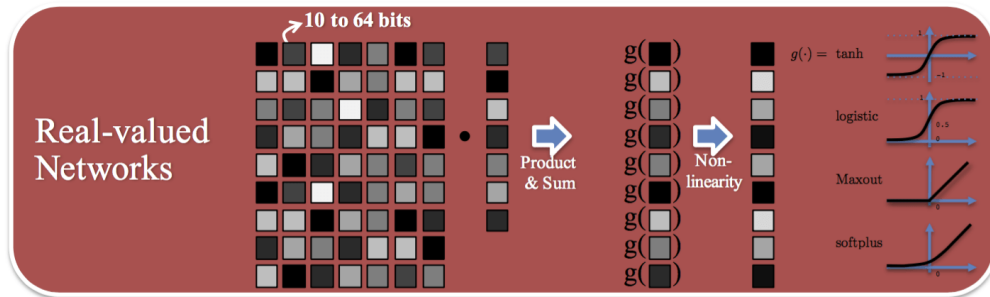 10 to 64 bits
Real-valued
Networks
Product
& Sum
g( )
g( )
g( )
g( )
g( )
g( )
g( )
g( )
g( )
Non-
linearity
g(·) = tanh
1
-1
logistic
1
0.5
0
Maxout
0
softplus
0